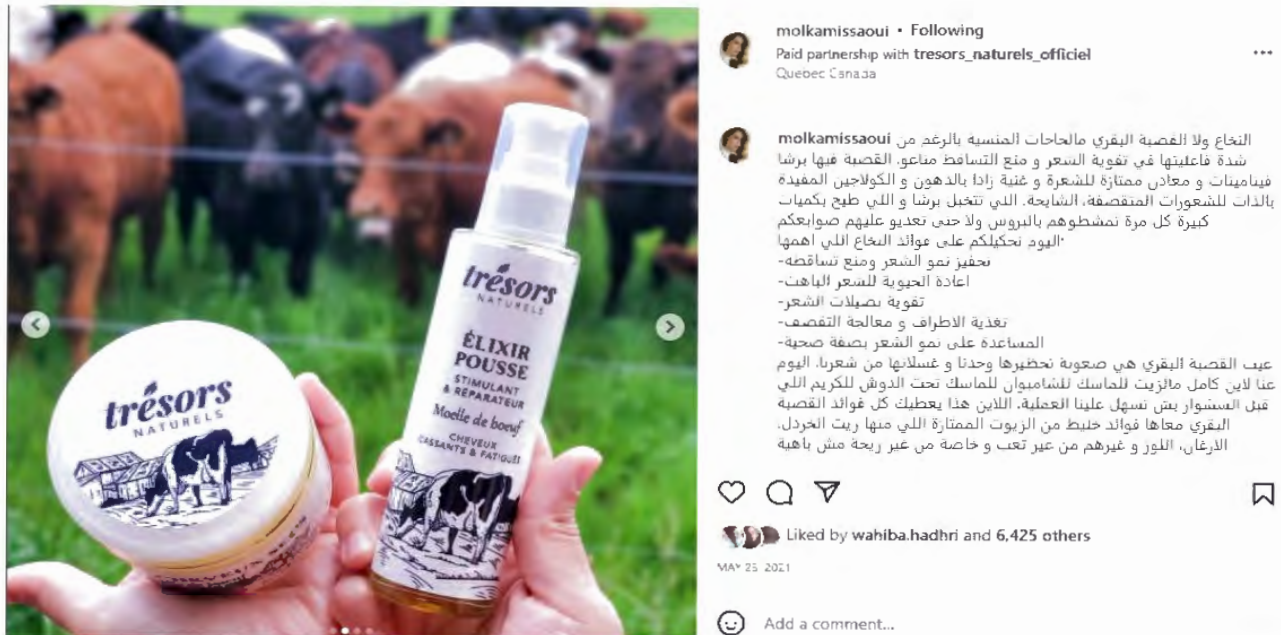 trésors
NATURELS
trésors
NATURELS
ÉLIXIR
POUSSE
STIMULANT
& RÉPARATEUR
Moelle de boeuf
CHEVEUX
CASSANTS & FATIGUÉS
molkamissaoui • Following
Paid partnership with tresors_naturels_officiel
Quebec Canada
molkamissaoui النخاع ولا القصبة البقري مالحاجات المنسية بالرغم من
شدة فاعليتها في تقوية الشعر و منع التساقط متاعو. القصبة فيها برشا
فيتامينات و معادن ممتازة للشعرة و غنية زادا بالدهون و الكولاجين المفيدة
بالذات للشعورات المتقصفة، الشايحة، اللي تتخبل برشا و اللي طيح بكميات
كبيرة كل مرة نمشطوهم بالبروس ولا حتى تعديو عليهم صوابعكم
اليوم نحكيلكم على فوائد النخاع اللي اهمها:
-تحفيز نمو الشعر ومنع تساقطه
-اعادة الحيوية للشعر الباهت
-تقوية بصيلات الشعر
-تغذية الاطراف و معالجة التقصف
-المساعدة على نمو الشعر بصفة صحية
عيب القصبة البقري هي صعوبة تحظيرها وحدنا و غسلانها من شعرنا. اليوم
عنا لاين كامل مالزيت للماسك للشامبوان للماسك تحت الدوش للكريم اللي
قبل السشوار بش تسهل علينا العملية. اللاين هذا يعطيك كل فوائد القصبة
البقري معاها فوائد خليط من الزيوت الممتازة اللي منها زيت الخردل،
الارغان، اللوز و غيرهم من غير تعب و خاصة من غير ريحة مش باهية
Liked by wahiba.hadhri and 6,425 others
MAY 25, 2021
Add a comment...